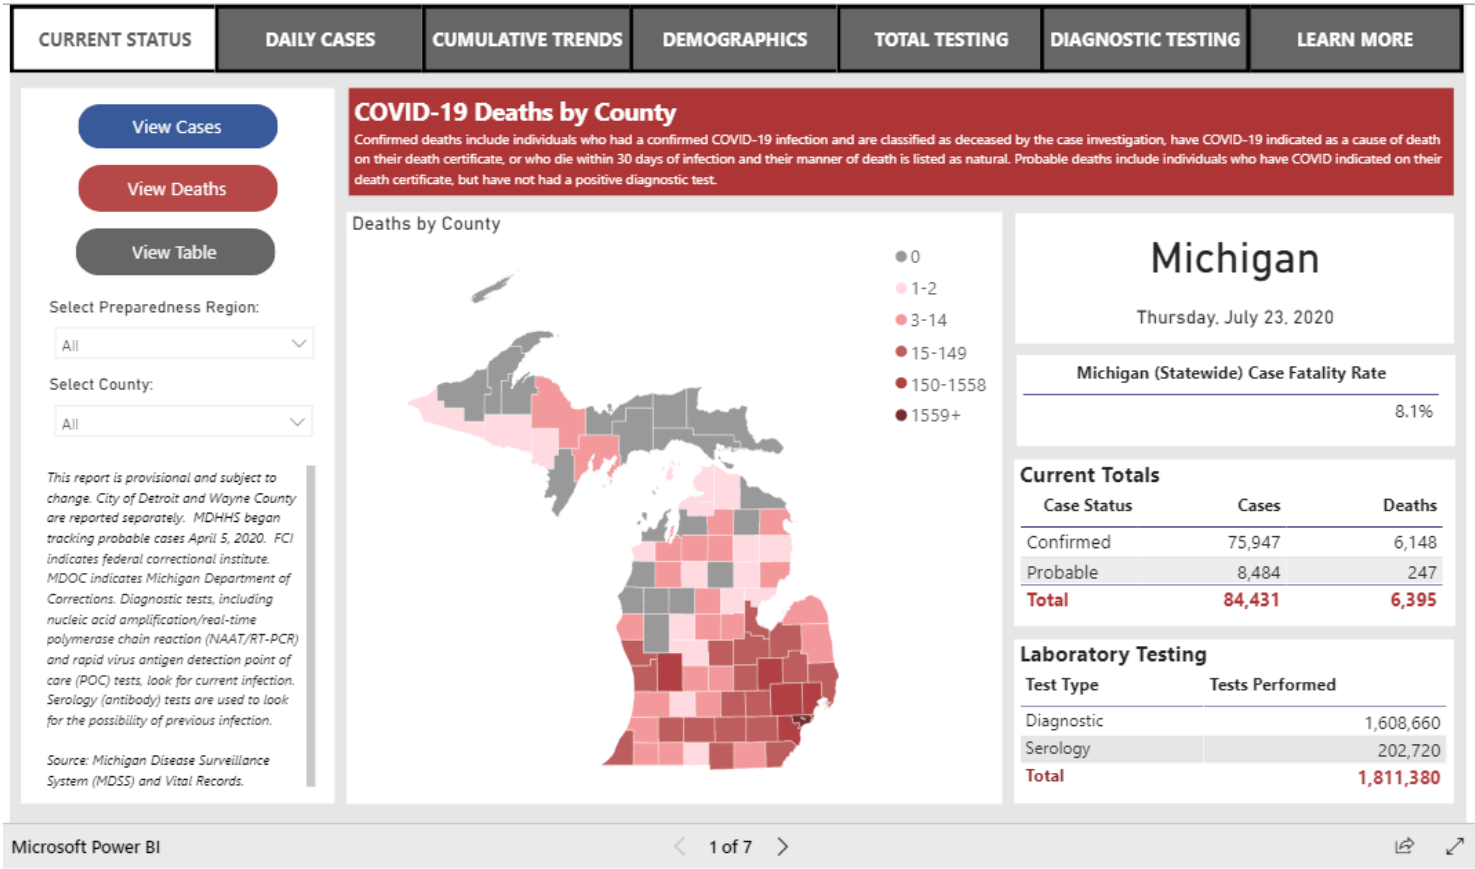 CURRENT STATUS
DAILY CASES
CUMULATIVE TRENDS
DEMOGRAPHICS
TOTAL TESTING
DIAGNOSTIC TESTING
LEARN MORE
View Cases
View Deaths
View Table
Select Preparedness Region:
All
Select County:
All
This report is provisional and subject to
change. City of Detroit and Wayne County
are reported separately. MDHHS began
tracking probable cases April 5, 2020. FCI
indicates federal correctional institute.
MDOC indicates Michigan Department of
Corrections. Diagnostic tests, including
nucleic acid amplification/real-time
polymerase chain reaction (NAAT/RT-PCR)
and rapid virus antigen detection point of
care (POC) tests, look for current infection.
Serology (antibody) tests are used to look
for the possibility of previous infection.
Source: Michigan Disease Surveillance
System (MDSS) and Vital Records.
COVID-19 Deaths by County
Confirmed deaths include individuals who had a confirmed COVID-19 infection and are classified as deceased by the case investigation, have COVID-19 indicated as a cause of death
on their death certificate, or who die within 30 days of infection and their manner of death is listed as natural. Probable deaths include individuals who have COVID indicated on their
death certificate, but have not had a positive diagnostic test.
Deaths by County
0
1-2
3-14
15-149
150-1558
1559+
Michigan
Thursday, July 23, 2020
Michigan (Statewide) Case Fatality Rate
8.1%
Current Totals
Case Status Cases Deaths
Confirmed 75,947 6,148
Probable 8,484 247
Total 84,431 6,395
Laboratory Testing
Test Type Tests Performed
Diagnostic 1,608,660
Serology 202,720
Total 1,811,380
Microsoft Power BI
1 of 7